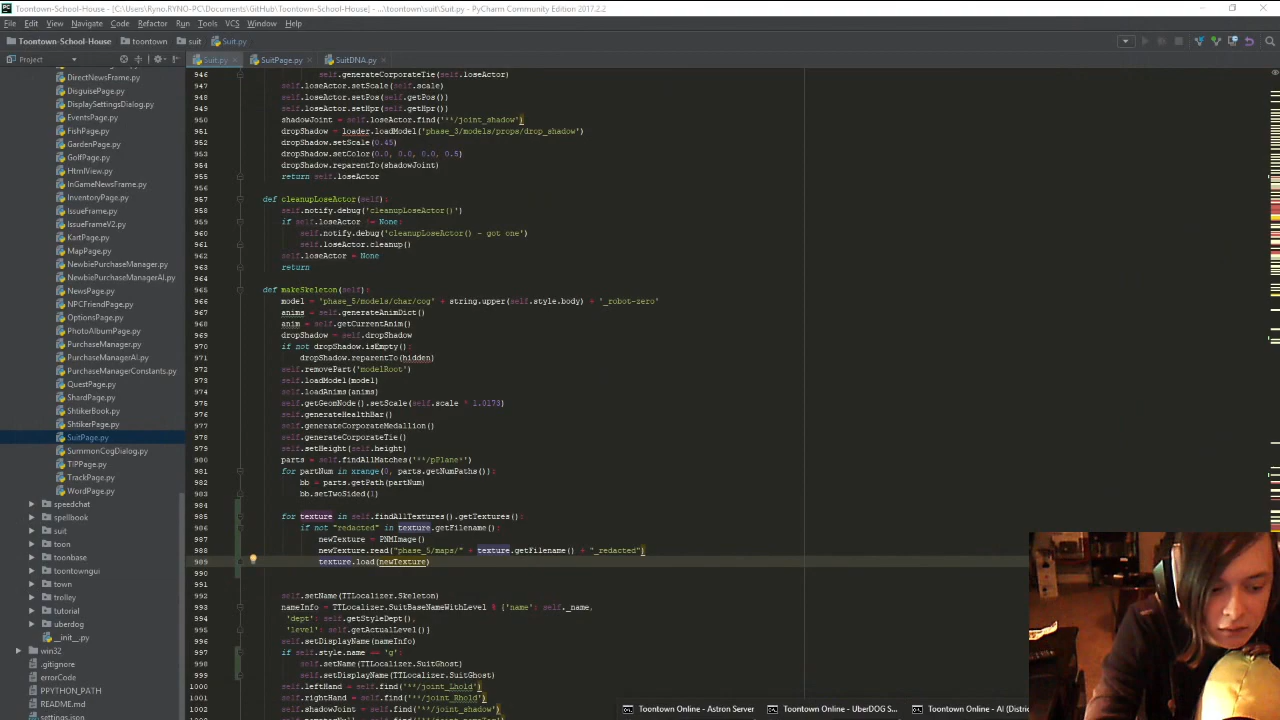 Toontown-School-House - [C:\Users\Ryno.RYNO-PC\Documents\GitHub\Toontown-School-House] - ...\toontown\suit\Suit.py - PyCharm Community Edition 2017.2.2
File Edit View Navigate Code Refactor Run Tools VCS Window Help
Toontown-School-House toontown suit Suit.py
Project
Suit.py SuitPage.py SuitDNA.py
DirectNewsFrame.py
DisguisePage.py
DisplaySettingsDialog.py
EventsPage.py
FishPage.py
GardenPage.py
GolfPage.py
HtmlView.py
InGameNewsFrame.py
InventoryPage.py
IssueFrame.py
IssueFrameV2.py
KartPage.py
MapPage.py
NewbiePurchaseManager.py
NewbiePurchaseManagerAI.py
NewsPage.py
NPCFriendPage.py
OptionsPage.py
PhotoAlbumPage.py
PurchaseManager.py
PurchaseManagerAI.py
PurchaseManagerConstants.py
QuestPage.py
ShardPage.py
ShtikerBook.py
ShtikerPage.py
SuitPage.py
SummonCogDialog.py
TIPPage.py
TrackPage.py
WordPage.py
speedchat
spellbook
suit
toon
toonbase
toontowngui
town
trolley
tutorial
uberdog
__init__.py
win32
.gitignore
errorCode
PPYTHON_PATH
README.md
settings.json
946 self.generateCorporateTie(self.loseActor)
947 self.loseActor.setScale(self.scale)
948 self.loseActor.setPos(self.getPos())
949 self.loseActor.setHpr(self.getHpr())
950 shadowJoint = self.loseActor.find('**/joint_shadow')
951 dropShadow = loader.loadModel('phase_3/models/props/drop_shadow')
952 dropShadow.setScale(0.45)
953 dropShadow.setColor(0.0, 0.0, 0.0, 0.5)
954 dropShadow.reparentTo(shadowJoint)
955 return self.loseActor
956
957 def cleanupLoseActor(self):
958 self.notify.debug('cleanupLoseActor()')
959 if self.loseActor != None:
960 self.notify.debug('cleanupLoseActor() - got one')
961 self.loseActor.cleanup()
962 self.loseActor = None
963 return
964
965 def makeSkeleton(self):
966 model = 'phase_5/models/char/cog' + string.upper(self.style.body) + '_robot-zero'
967 anims = self.generateAnimDict()
968 anim = self.getCurrentAnim()
969 dropShadow = self.dropShadow
970 if not dropShadow.isEmpty():
971 dropShadow.reparentTo(hidden)
972 self.removePart('modelRoot')
973 self.loadModel(model)
974 self.loadAnims(anims)
975 self.getGeomNode().setScale(self.scale * 1.0173)
976 self.generateHealthBar()
977 self.generateCorporateMedallion()
978 self.generateCorporateTie()
979 self.setHeight(self.height)
980 parts = self.findAllMatches('**/pPlane*')
981 for partNum in xrange(0, parts.getNumPaths()):
982 bb = parts.getPath(partNum)
983 bb.setTwoSided(1)
984
985 for texture in self.findAllTextures().getTextures():
986 if not "redacted" in texture.getFilename():
987 newTexture = PNMImage()
988 newTexture.read("phase_5/maps/" + texture.getFilename() + "_redacted")
989 texture.load(newTexture)
990
991
992 self.setName(TTLocalizer.Skeleton)
993 nameInfo = TTLocalizer.SuitBaseNameWithLevel % {'name': self._name,
994 'dept': self.getStyleDept(),
995 'level': self.getActualLevel()}
996 self.setDisplayName(nameInfo)
997 if self.style.name == 'g':
998 self.setName(TTLocalizer.SuitGhost)
999 self.setDisplayName(TTLocalizer.SuitGhost)
1000 self.leftHand = self.find('**/joint_Lhold')
1001 self.rightHand = self.find('**/joint_Rhold')
1002 self.shadowJoint = self.find('**/joint_shadow')
Toontown Online - Astron Server Toontown Online - UberDOG S... Toontown Online - AI (Distri